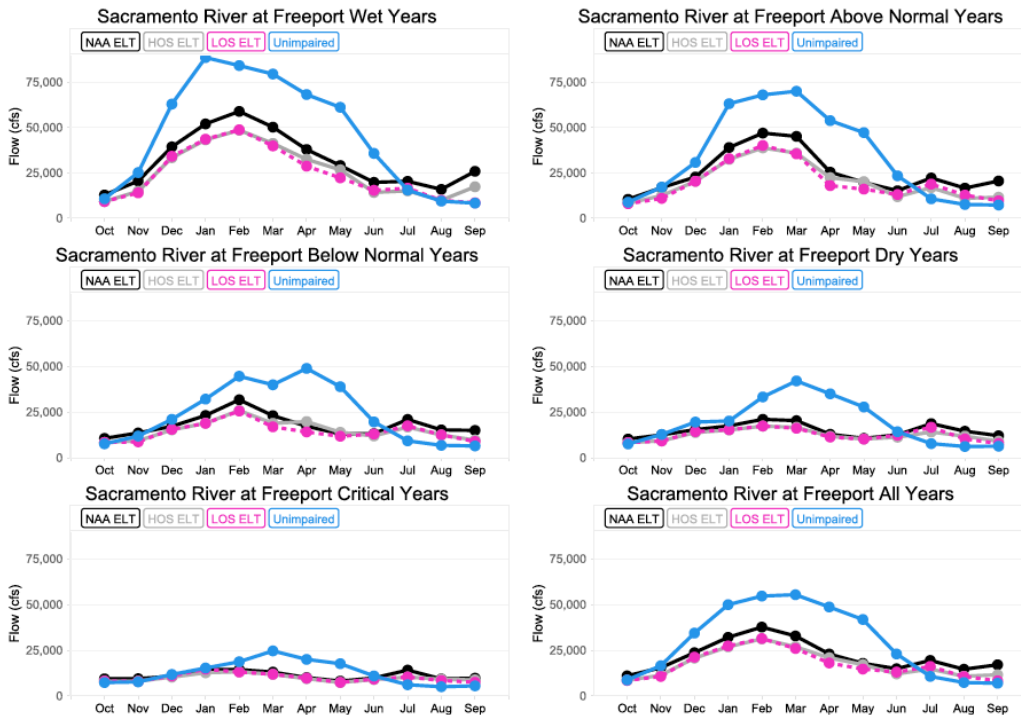 Sacramento River at Freeport Wet Years
NAA ELT HOS ELT LOS ELT Unimpaired
Flow (cfs)
75,000
50,000
25,000
0
Oct Nov Dec Jan Feb Mar Apr May Jun Jul Aug Sep
Sacramento River at Freeport Above Normal Years
NAA ELT HOS ELT LOS ELT Unimpaired
Flow (cfs)
75,000
50,000
25,000
0
Oct Nov Dec Jan Feb Mar Apr May Jun Jul Aug Sep
Sacramento River at Freeport Below Normal Years
NAA ELT HOS ELT LOS ELT Unimpaired
Flow (cfs)
75,000
50,000
25,000
0
Oct Nov Dec Jan Feb Mar Apr May Jun Jul Aug Sep
Sacramento River at Freeport Dry Years
NAA ELT HOS ELT LOS ELT Unimpaired
Flow (cfs)
75,000
50,000
25,000
0
Oct Nov Dec Jan Feb Mar Apr May Jun Jul Aug Sep
Sacramento River at Freeport Critical Years
NAA ELT HOS ELT LOS ELT Unimpaired
Flow (cfs)
75,000
50,000
25,000
0
Oct Nov Dec Jan Feb Mar Apr May Jun Jul Aug Sep
Sacramento River at Freeport All Years
NAA ELT HOS ELT LOS ELT Unimpaired
Flow (cfs)
75,000
50,000
25,000
0
Oct Nov Dec Jan Feb Mar Apr May Jun Jul Aug Sep